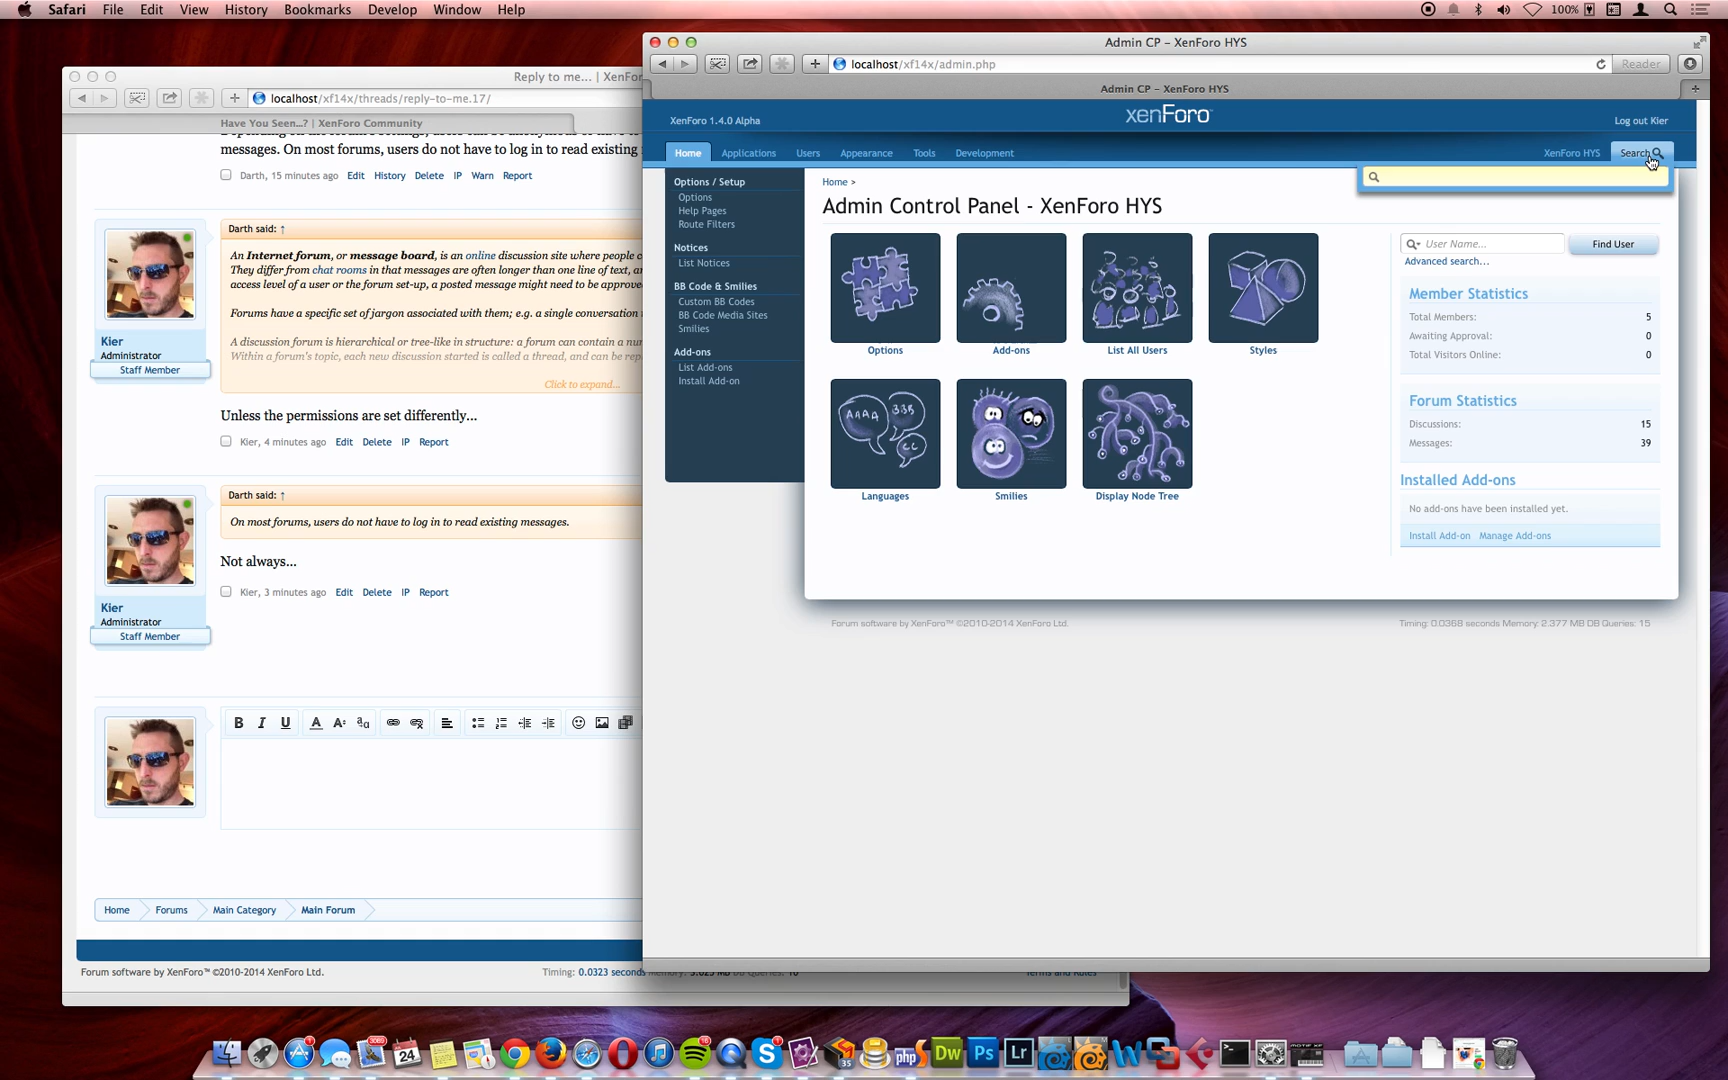 Safari File Edit View History Bookmarks Develop Window Help 100%
Reply to me... | XenFor
localhost/xf14x/threads/reply-to-me.17/
Have You Seen...? | XenForo Community
messages. On most forums, users do not have to log in to read existing
Darth, 15 minutes ago Edit History Delete IP Warn Report
Darth said: ↑
An Internet forum, or message board, is an online discussion site where people c
They differ from chat rooms in that messages are often longer than one line of text, an
access level of a user or the forum set-up, a posted message might need to be approve
Forums have a specific set of jargon associated with them; e.g. a single conversation
A discussion forum is hierarchical or tree-like in structure: a forum can contain a nu
Within a forum's topic, each new discussion started is called a thread, and can be rep
Click to expand...
Kier
Administrator
Staff Member
Unless the permissions are set differently...
Kier, 4 minutes ago Edit Delete IP Report
Darth said: ↑
On most forums, users do not have to log in to read existing messages.
Not always...
Kier, 3 minutes ago Edit Delete IP Report
Kier
Administrator
Staff Member
B I U
Home Forums Main Category Main Forum
Forum software by XenForo™ ©2010-2014 XenForo Ltd.
Timing: 0.0323 seconds
Admin CP – XenForo HYS
localhost/xf14x/admin.php
Reader
Admin CP – XenForo HYS
XenForo 1.4.0 Alpha
xenForo™
Log out Kier
Home Applications Users Appearance Tools Development
XenForo HYS Search
Options / Setup
Options
Help Pages
Route Filters
Notices
List Notices
BB Code & Smilies
Custom BB Codes
BB Code Media Sites
Smilies
Add-ons
List Add-ons
Install Add-on
Home >
Admin Control Panel - XenForo HYS
Options Add-ons List All Users Styles
AAAA 335 CC
Languages Smilies Display Node Tree
User Name... Find User
Advanced search...
Member Statistics
Total Members: 5
Awaiting Approval: 0
Total Visitors Online: 0
Forum Statistics
Discussions: 15
Messages: 39
Installed Add-ons
No add-ons have been installed yet.
Install Add-on Manage Add-ons
Forum software by XenForo™ ©2010-2014 XenForo Ltd.
Timing: 0.0368 seconds Memory: 2.377 MB DB Queries: 15
24 php Dw Ps Lr